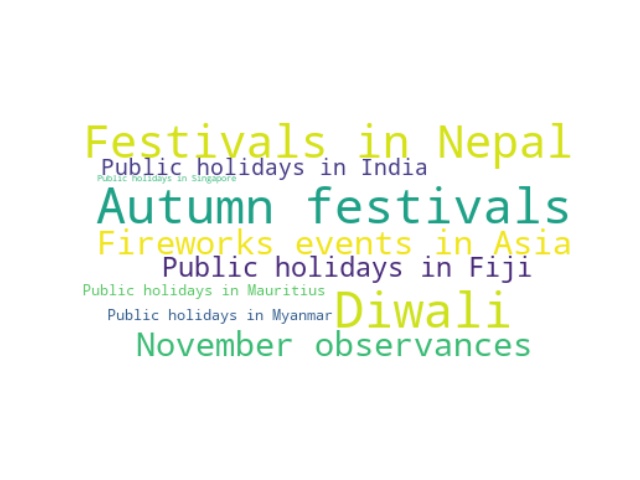 Festivals in Nepal
Public holidays in India
Public holidays in Singapore
Autumn festivals
Fireworks events in Asia
Public holidays in Fiji
Public holidays in Mauritius
Diwali
Public holidays in Myanmar
November observances